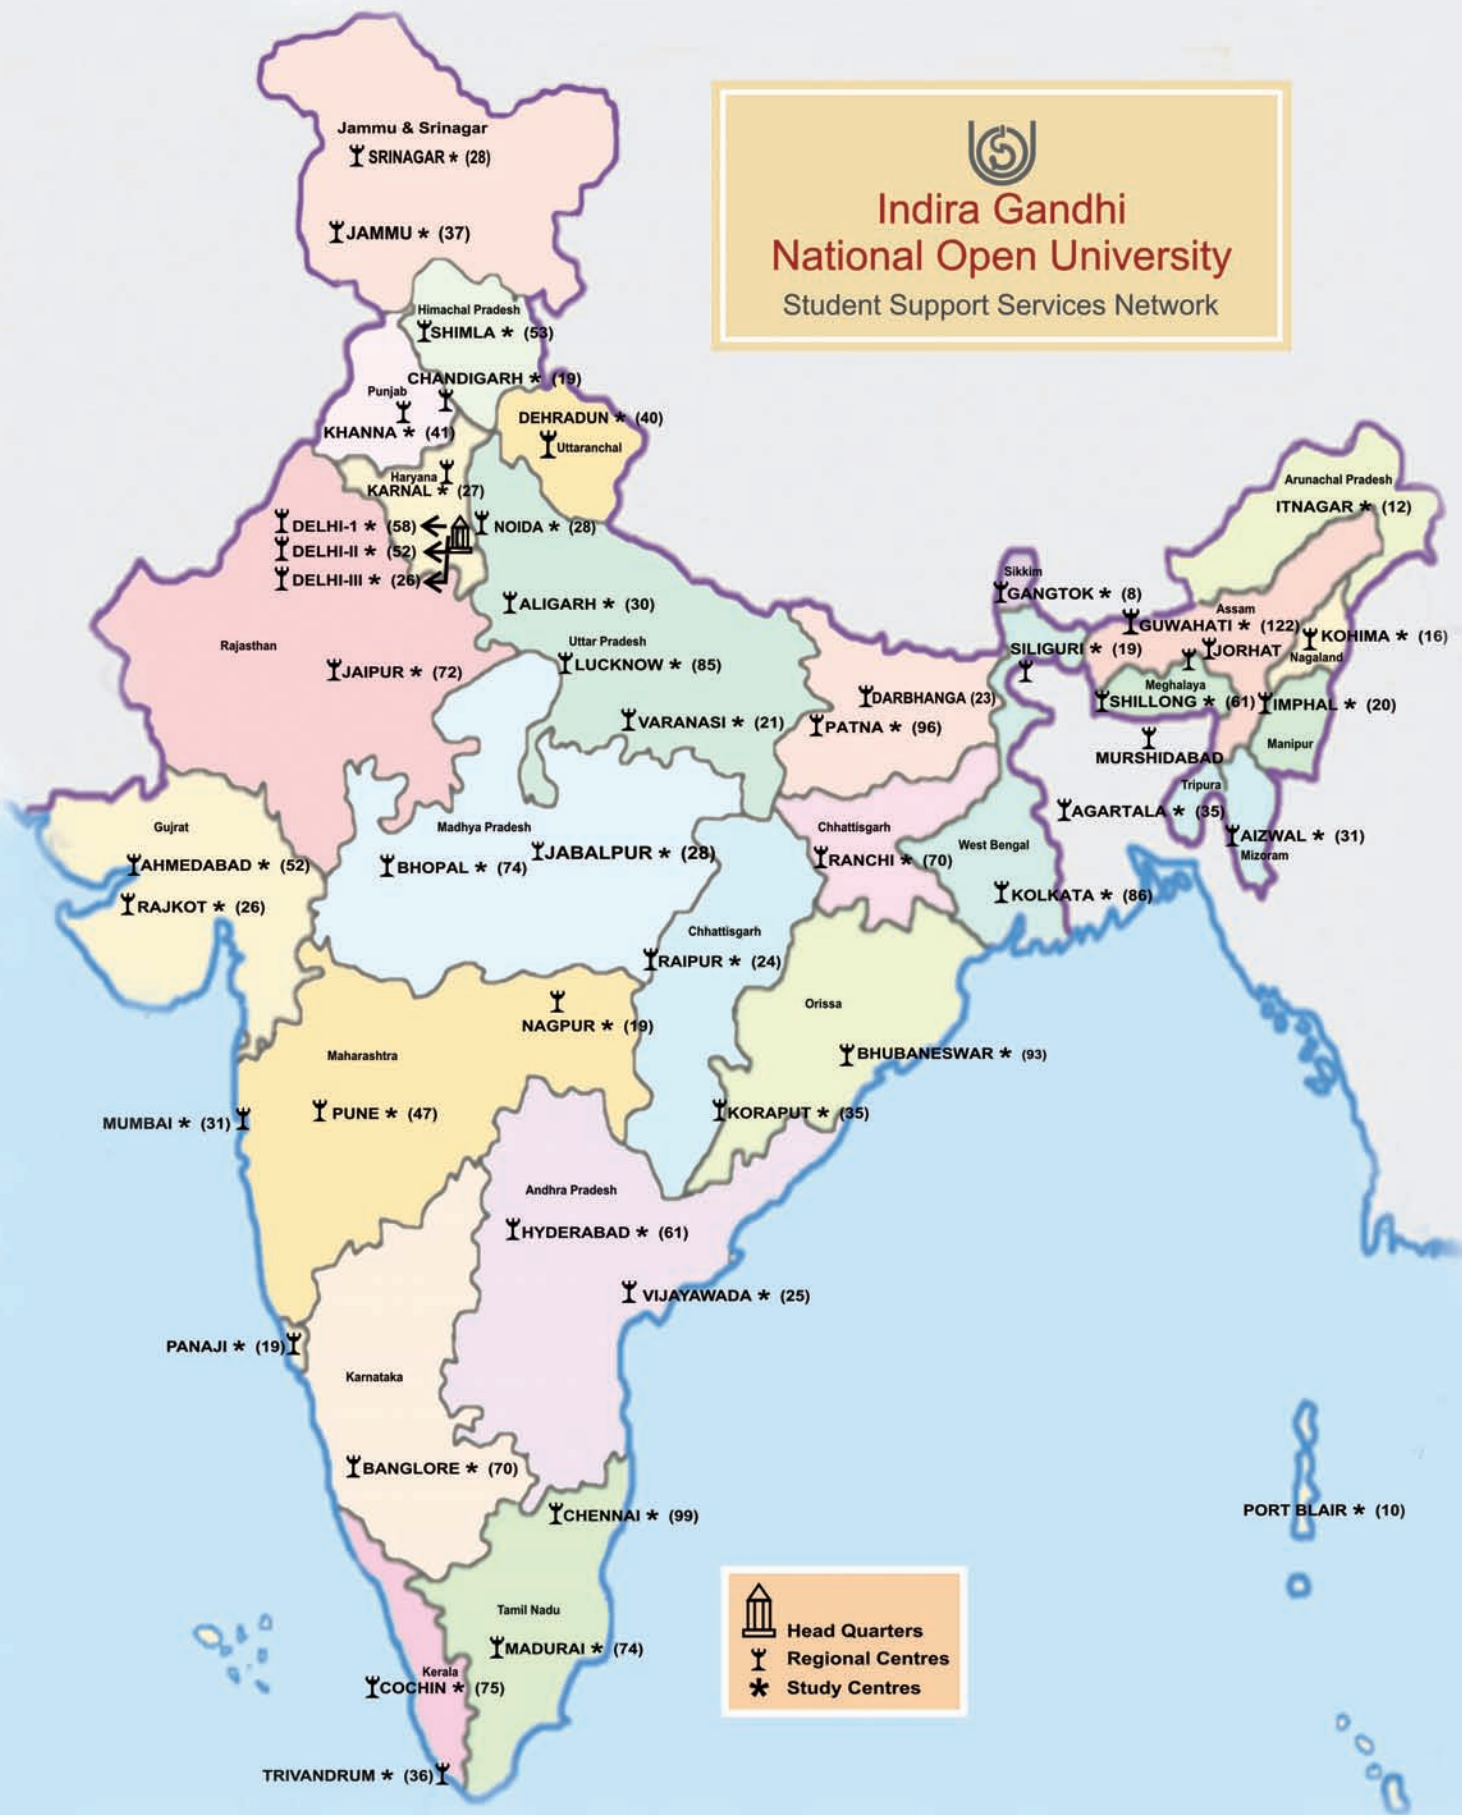 Indira Gandhi
National Open University
Student Support Services Network
Jammu & Srinagar
SRINAGAR * (28)
JAMMU * (37)
Himachal Pradesh
SHIMLA * (53)
CHANDIGARH * (19)
Punjab
KHANNA * (41)
DEHRADUN * (40)
Uttaranchal
Haryana
KARNAL * (27)
DELHI-1 * (58)
NOIDA * (28)
DELHI-II * (52)
DELHI-III * (26)
ALIGARH * (30)
Uttar Pradesh
Rajasthan
LUCKNOW * (85)
JAIPUR * (72)
VARANASI * (21)
DARBHANGA (23)
PATNA * (96)
Arunachal Pradesh
ITNAGAR * (12)
Sikkim
GANGTOK * (8)
Assam
GUWAHATI * (122)
KOHIMA * (16)
SILIGURI * (19)
JORHAT
Nagaland
Meghalaya
SHILLONG * (61)
IMPHAL * (20)
Manipur
MURSHIDABAD
Tripura
AGARTALA * (35)
AIZWAL * (31)
Mizoram
Gujrat
AHMEDABAD * (52)
RAJKOT * (26)
Madhya Pradesh
BHOPAL * (74)
JABALPUR * (28)
Chhattisgarh
RANCHI * (70)
West Bengal
KOLKATA * (86)
Chhattisgarh
RAIPUR * (24)
Orissa
NAGPUR * (19)
Maharashtra
BHUBANESWAR * (93)
MUMBAI * (31)
PUNE * (47)
KORAPUT * (35)
Andhra Pradesh
HYDERABAD * (61)
VIJAYAWADA * (25)
PANAJI * (19)
Karnataka
BANGLORE * (70)
CHENNAI * (99)
PORT BLAIR * (10)
Tamil Nadu
MADURAI * (74)
Kerala
COCHIN * (75)
TRIVANDRUM * (36)
Head Quarters
Regional Centres
* Study Centres